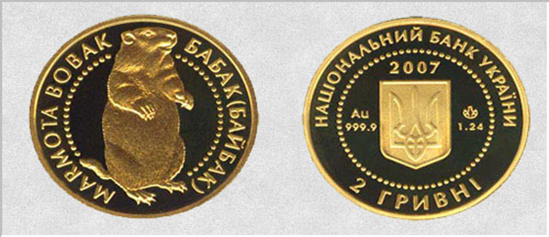 MARMOTA BOBAK
БАБАК(БАЙБАК)
НАЦІОНАЛЬНИЙ БАНК УКРАЇНИ
2007
Au
999.9
1.24
2 ГРИВНІ